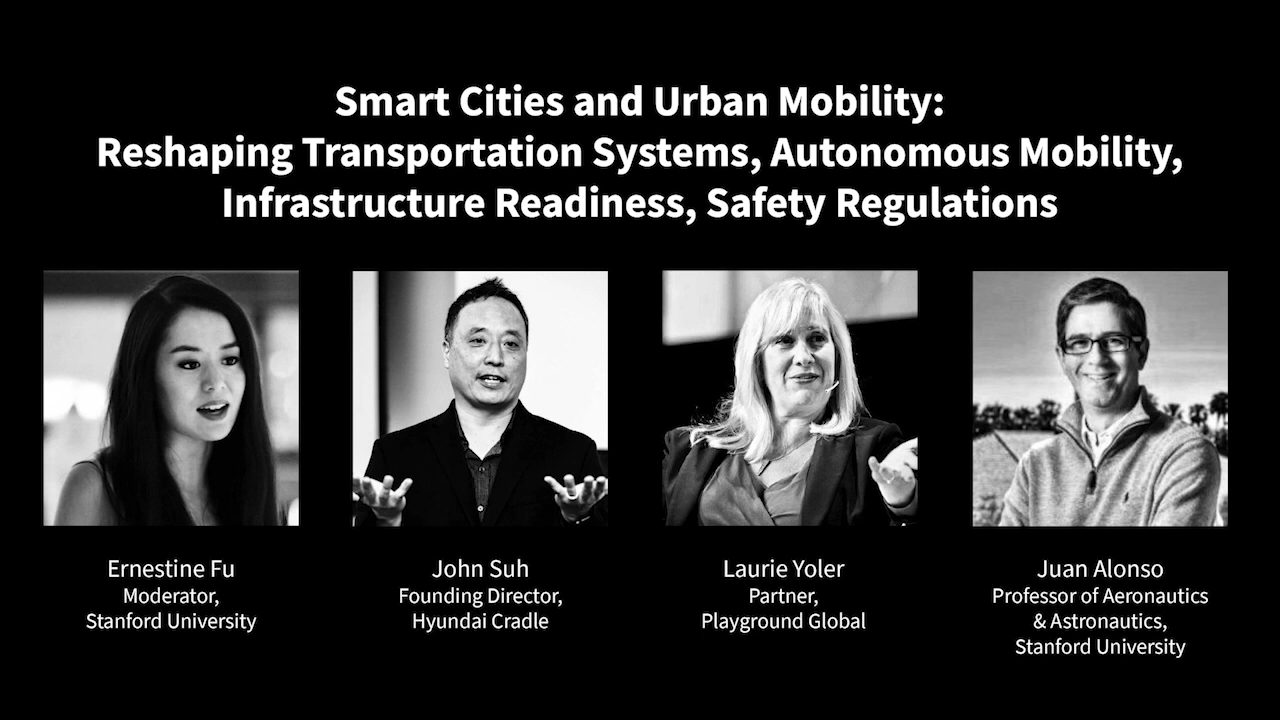 Smart Cities and Urban Mobility:
Reshaping Transportation Systems, Autonomous Mobility,
Infrastructure Readiness, Safety Regulations
Ernestine Fu
Moderator,
Stanford University
John Suh
Founding Director,
Hyundai Cradle
Laurie Yoler
Partner,
Playground Global
Juan Alonso
Professor of Aeronautics
& Astronautics,
Stanford University